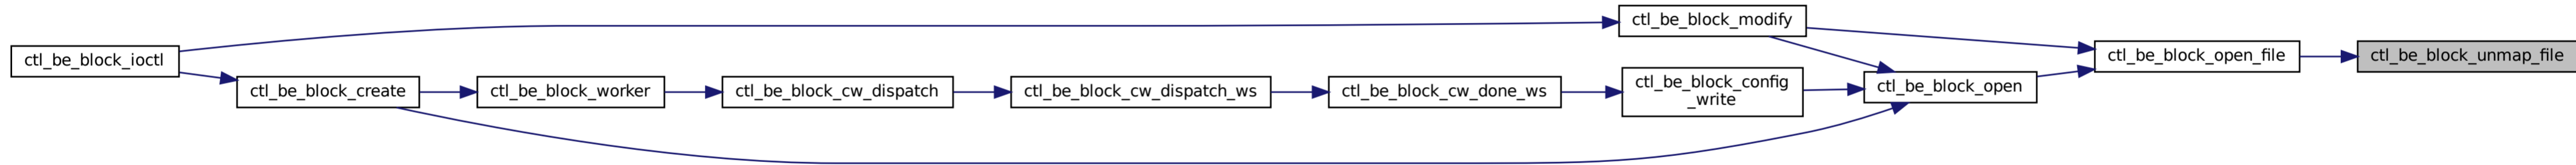 ctl_be_block_ioctl
ctl_be_block_create
ctl_be_block_worker
ctl_be_block_cw_dispatch
ctl_be_block_cw_dispatch_ws
ctl_be_block_cw_done_ws
ctl_be_block_modify
ctl_be_block_config
_write
ctl_be_block_open
ctl_be_block_open_file
ctl_be_block_unmap_file